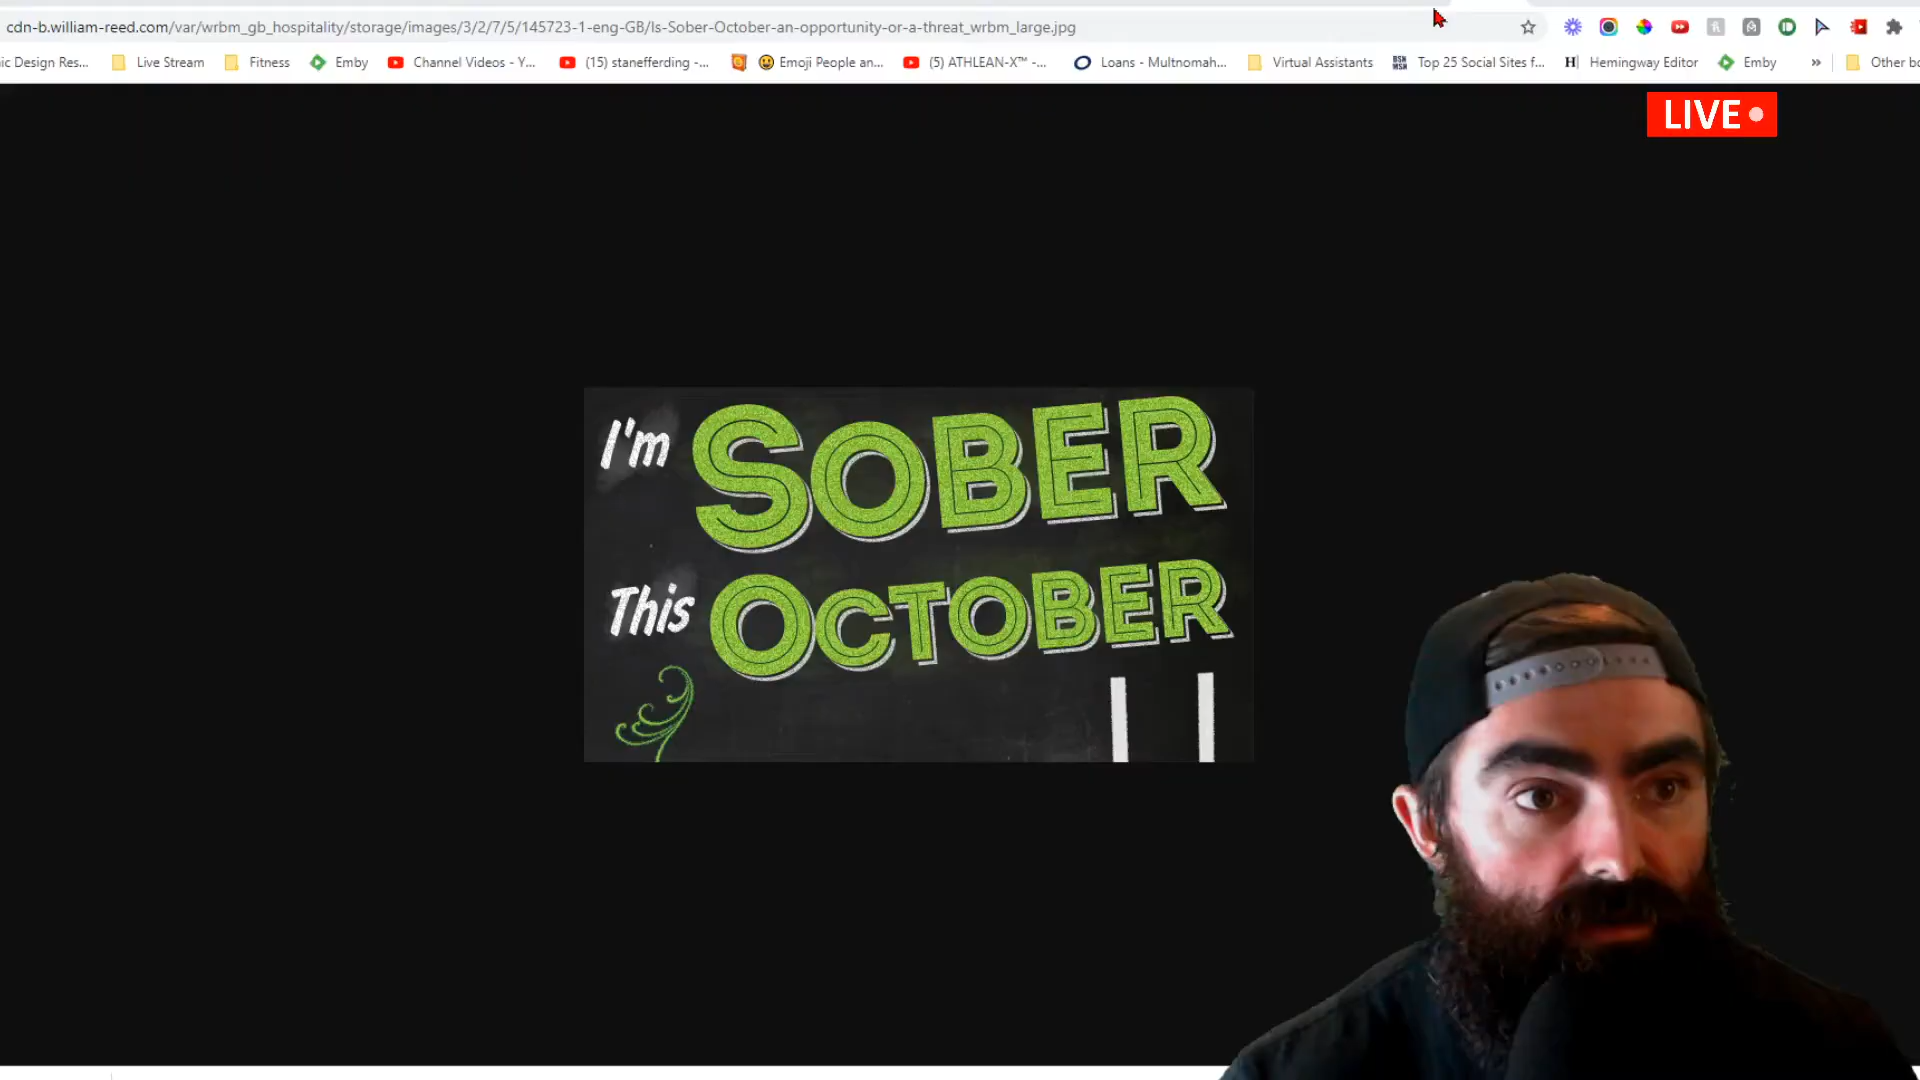 cdn-b.william-reed.com/var/wrbm_gb_hospitality/storage/images/3/2/7/5/145723-1-eng-GB/Is-Sober-October-an-opportunity-or-a-threat_wrbm_large.jpg
ic Design Res... Live Stream Fitness Emby Channel Videos - Y... (15) stanefferding -... Emoji People an... (5) ATHLEAN-X™ -... Loans - Multnomah... Virtual Assistants BSN MSN Top 25 Social Sites f... H Hemingway Editor Emby » Other bo
LIVE
I'm SOBER
This OCTOBER